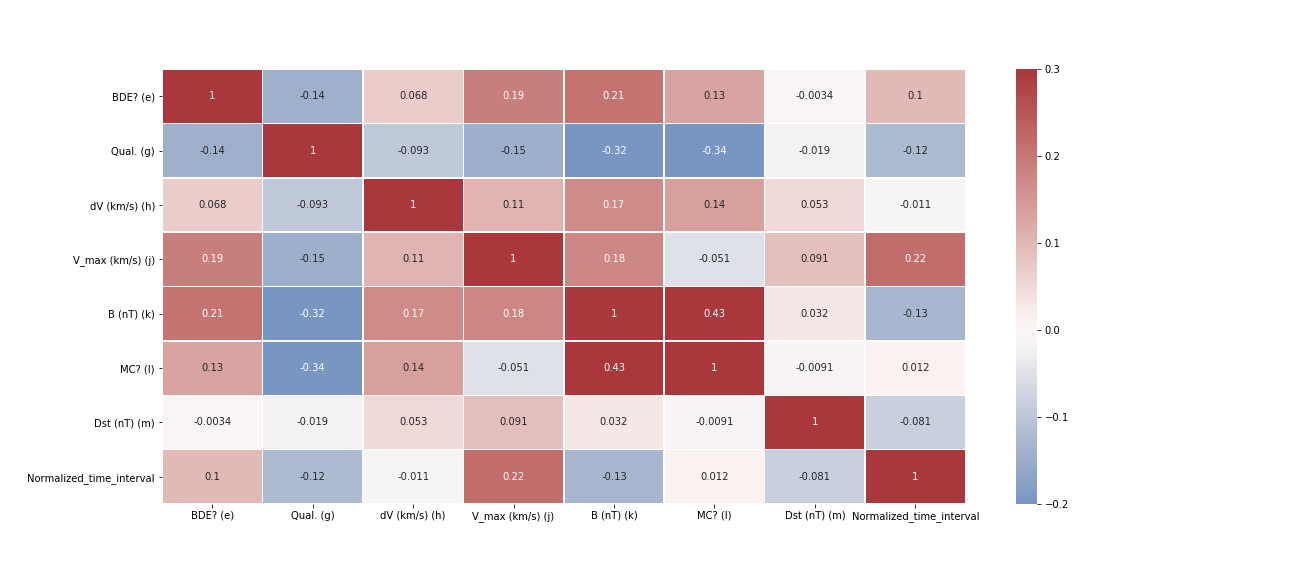 BDE? (e) 1 -0.14 0.068 0.19 0.21 0.13 -0.0034 0.1
Qual. (g) -0.14 1 -0.093 -0.15 -0.32 -0.34 -0.019 -0.12
dV (km/s) (h) 0.068 -0.093 1 0.11 0.17 0.14 0.053 -0.011
V_max (km/s) (j) 0.19 -0.15 0.11 1 0.18 -0.051 0.091 0.22
B (nT) (k) 0.21 -0.32 0.17 0.18 1 0.43 0.032 -0.13
MC? (l) 0.13 -0.34 0.14 -0.051 0.43 1 -0.0091 0.012
Dst (nT) (m) -0.0034 -0.019 0.053 0.091 0.032 -0.0091 1 -0.081
Normalized_time_interval 0.1 -0.12 -0.011 0.22 -0.13 0.012 -0.081 1
BDE? (e) Qual. (g) dV (km/s) (h) V_max (km/s) (j) B (nT) (k) MC? (l) Dst (nT) (m) Normalized_time_interval
0.3
0.2
0.1
0.0
−0.1
−0.2